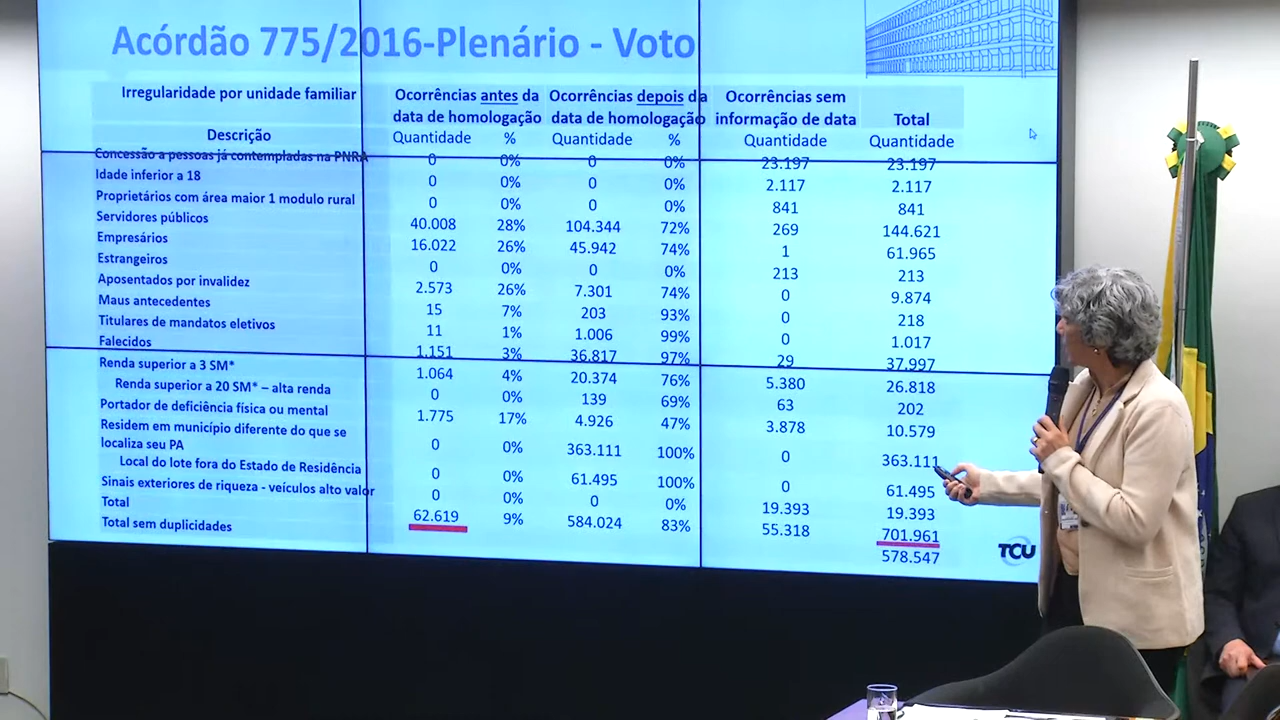 Acórdão 775/2016-Plenário - Voto
Irregularidade por unidade familiar
Ocorrências antes da data de homologação
Ocorrências depois da data de homologação
Ocorrências sem informação de data
Total
Descrição Quantidade % Quantidade % Quantidade Quantidade
Concessão a pessoas já contempladas na PNRA 0 0% 0 0% 23.197 23.197
Idade inferior a 18 0 0% 0 0% 2.117 2.117
Proprietários com área maior 1 modulo rural 0 0% 0 0% 841 841
Servidores públicos 40.008 28% 104.344 72% 269 144.621
Empresários 16.022 26% 45.942 74% 1 61.965
Estrangeiros 0 0% 0 0% 213 213
Aposentados por invalidez 2.573 26% 7.301 74% 0 9.874
Maus antecedentes 15 7% 203 93% 0 218
Titulares de mandatos eletivos 11 1% 1.006 99% 0 1.017
Falecidos 1.151 3% 36.817 97% 29 37.997
Renda superior a 3 SM* 1.064 4% 20.374 76% 5.380 26.818
Renda superior a 20 SM* – alta renda 0 0% 139 69% 63 202
Portador de deficiência física ou mental 1.775 17% 4.926 47% 3.878 10.579
Residem em município diferente do que se
localiza seu PA 0 0% 363.111 100% 0 363.111
Local do lote fora do Estado de Residência 0 0% 61.495 100% 0 61.495
Sinais exteriores de riqueza - veículos alto valor 0 0% 0 0% 19.393 19.393
Total 62.619 9% 584.024 83% 55.318 701.961
Total sem duplicidades 578.547
TCU